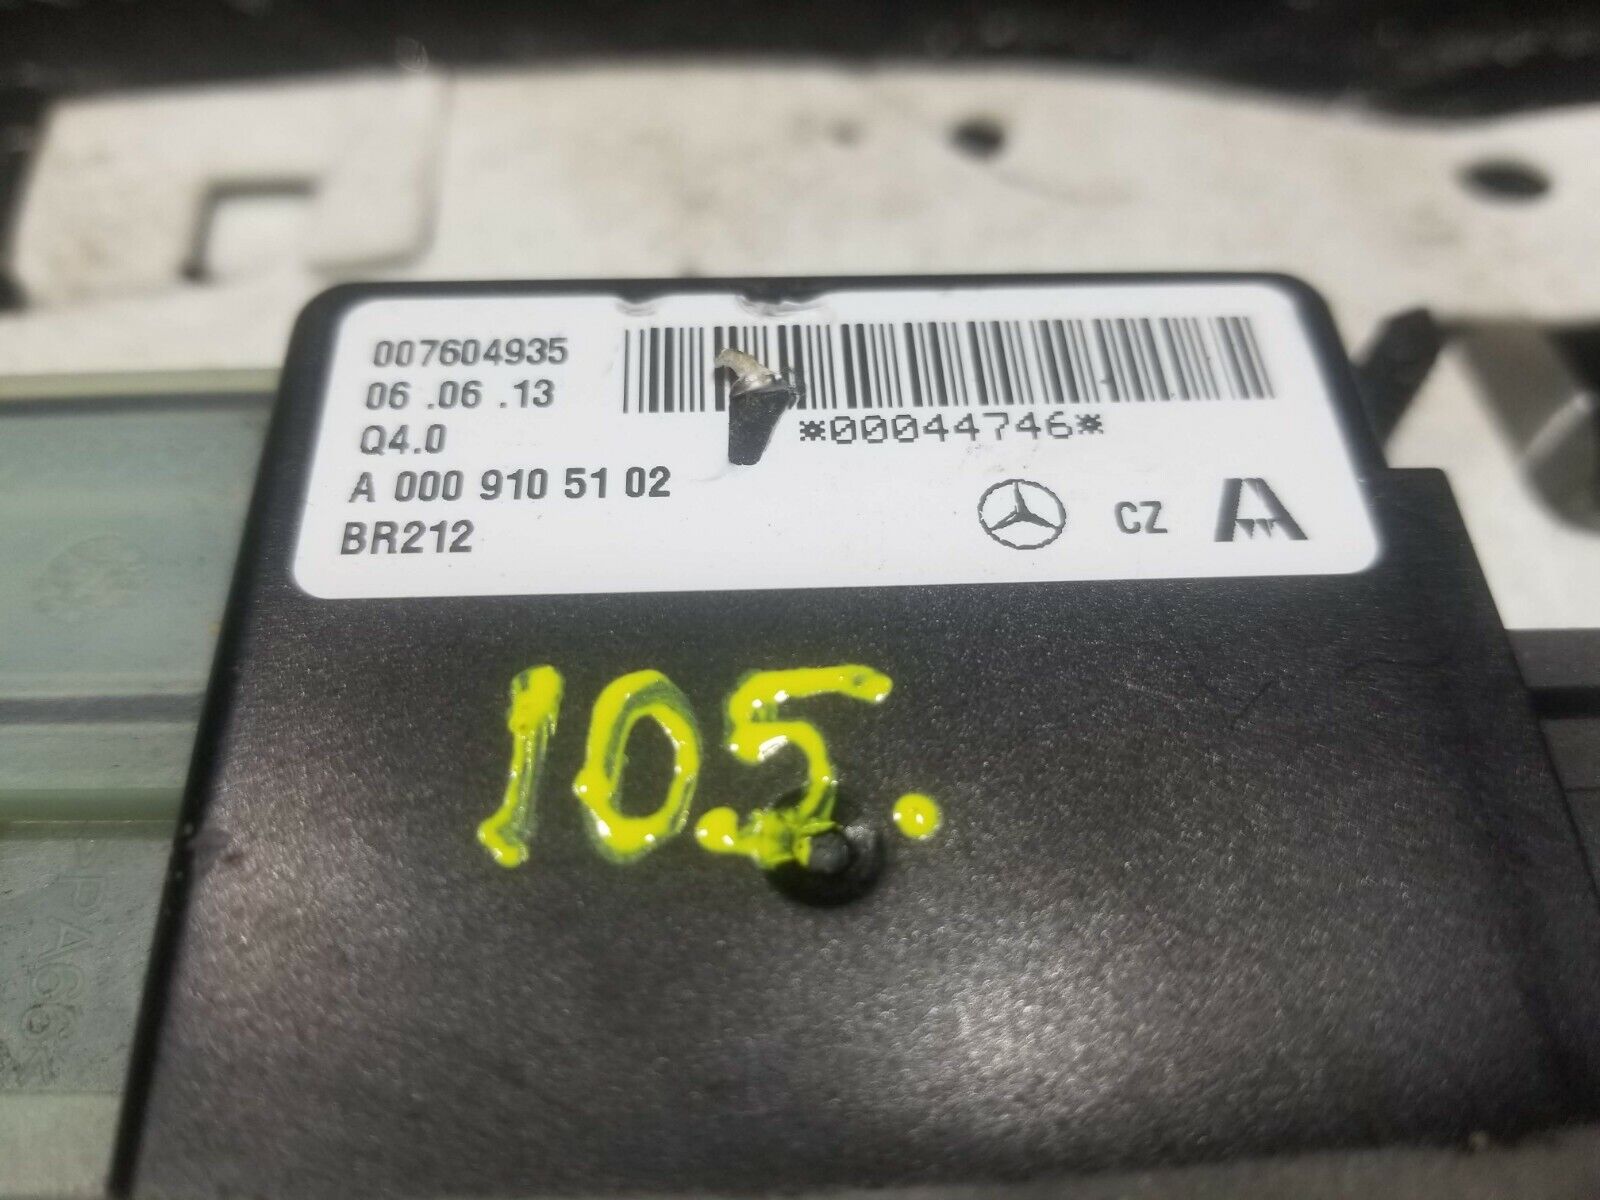 007604935
06 .06 .13
Q4.0
*00044746*
A 000 910 51 02
BR212
CZ
105.